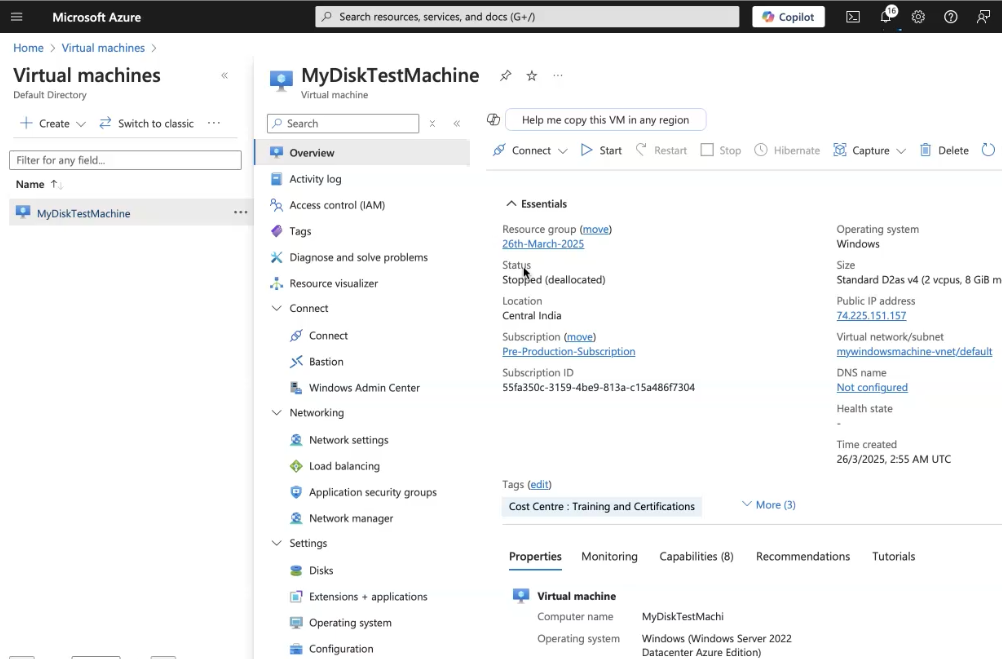 Microsoft Azure
Search resources, services, and docs (G+/)
Copilot
16
Home > Virtual machines >
Virtual machines
Default Directory
Create
Switch to classic
Filter for any field...
Name
MyDiskTestMachine
MyDiskTestMachine
Virtual machine
Search
Overview
Activity log
Access control (IAM)
Tags
Diagnose and solve problems
Resource visualizer
Connect
Connect
Bastion
Windows Admin Center
Networking
Network settings
Load balancing
Application security groups
Network manager
Settings
Disks
Extensions + applications
Operating system
Configuration
Help me copy this VM in any region
Connect
Start
Restart
Stop
Hibernate
Capture
Delete
Essentials
Resource group (move)
26th-March-2025
Status
Stopped (deallocated)
Location
Central India
Subscription (move)
Pre-Production-Subscription
Subscription ID
55fa350c-3159-4be9-813a-c15a486f7304
Operating system
Windows
Size
Standard D2as v4 (2 vcpus, 8 GiB m
Public IP address
74.225.151.157
Virtual network/subnet
mywindowsmachine-vnet/default
DNS name
Not configured
Health state
-
Time created
26/3/2025, 2:55 AM UTC
Tags (edit)
Cost Centre : Training and Certifications
More (3)
Properties
Monitoring
Capabilities (8)
Recommendations
Tutorials
Virtual machine
Computer name MyDiskTestMachi
Operating system Windows (Windows Server 2022
Datacenter Azure Edition)